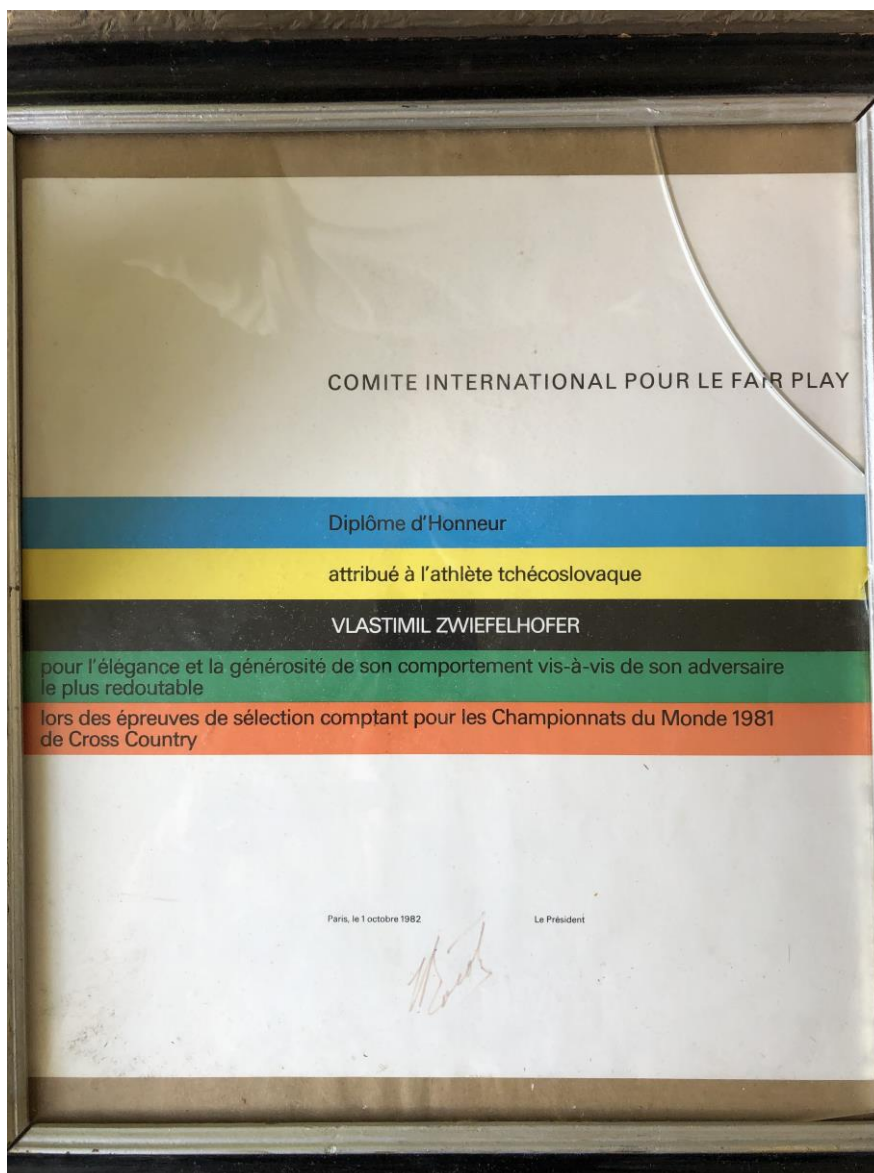 COMITE INTERNATIONAL POUR LE FAIR PLAY
Diplôme d'Honneur
attribué à l'athlète tchécoslovaque
VLASTIMIL ZWIEFELHOFER
pour l'élégance et la générosité de son comportement vis-à-vis de son adversaire
le plus redoutable
lors des épreuves de sélection comptant pour les Championnats du Monde 1981
de Cross Country
Paris, le 1 octobre 1982
Le Président